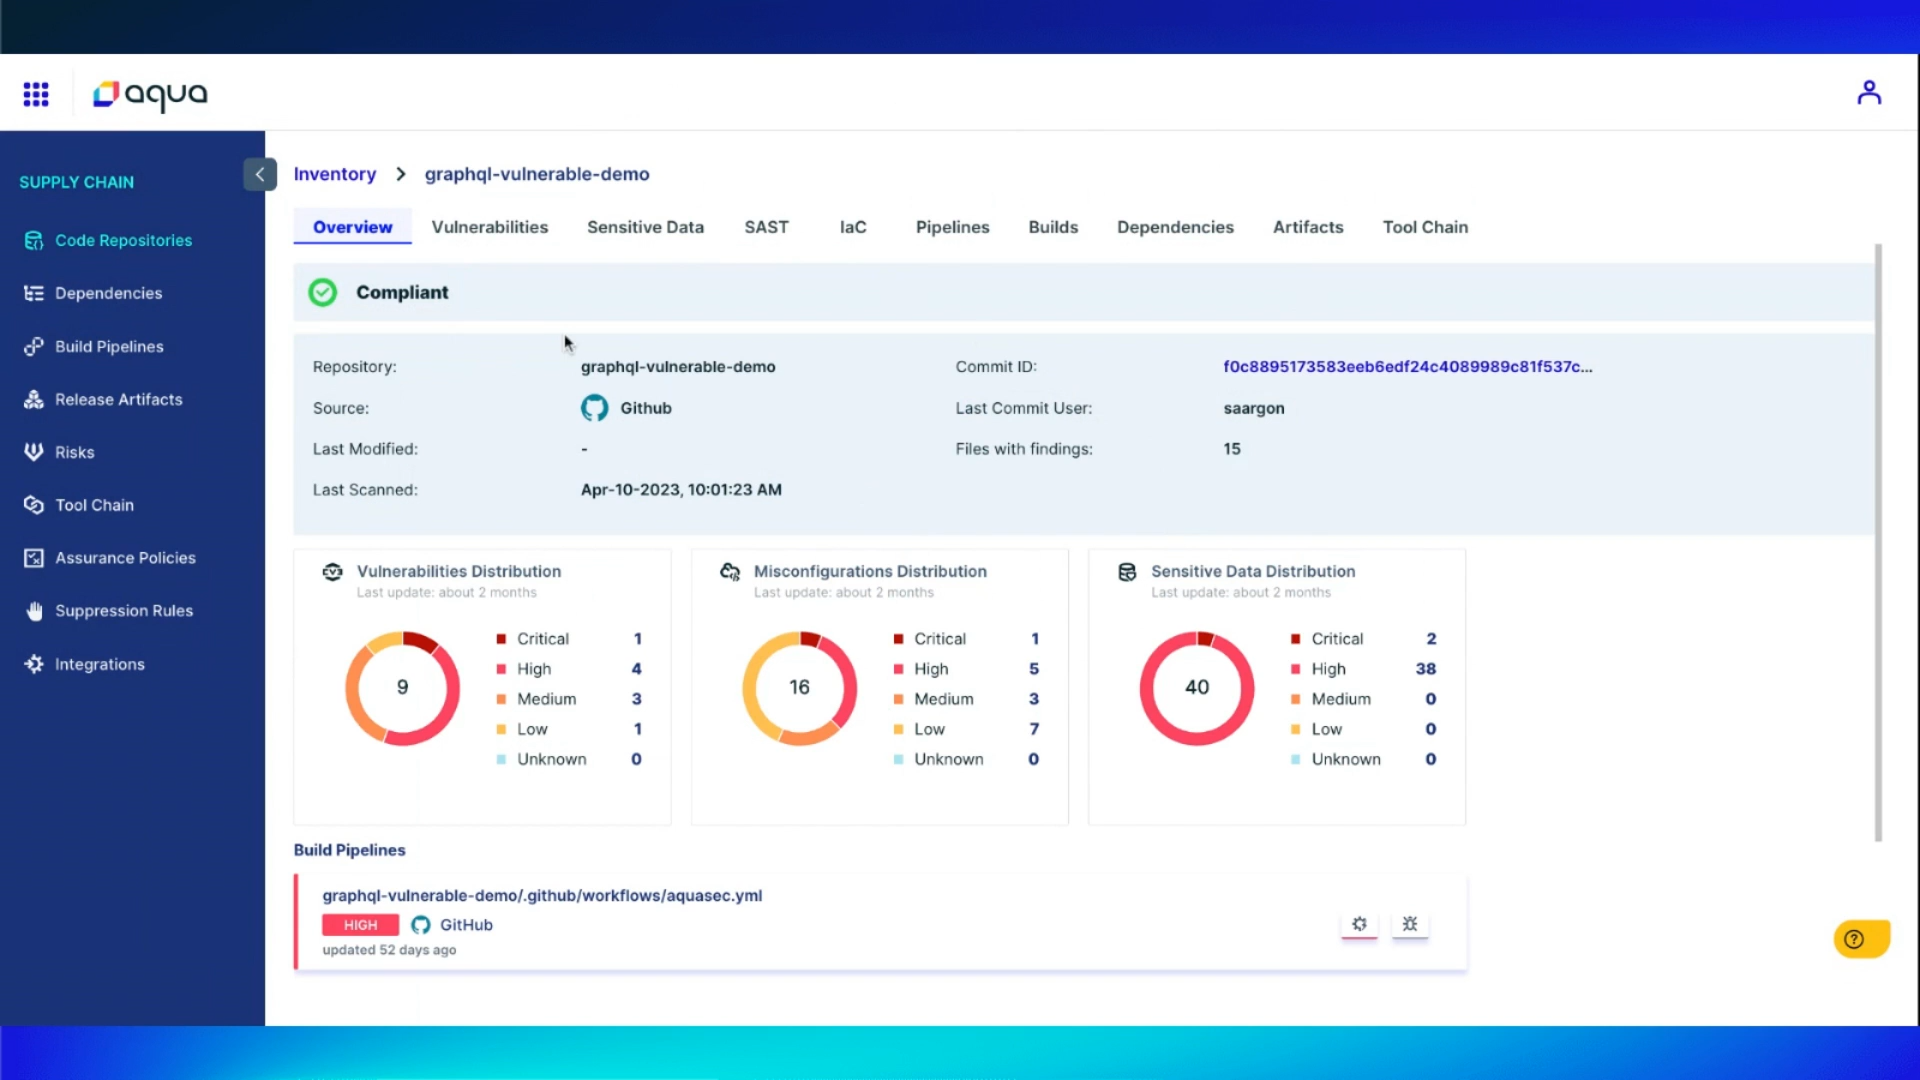 aqua
SUPPLY CHAIN
Code Repositories
Dependencies
Build Pipelines
Release Artifacts
Risks
Tool Chain
Assurance Policies
Suppression Rules
Integrations
Inventory > graphql-vulnerable-demo
Overview Vulnerabilities Sensitive Data SAST IaC Pipelines Builds Dependencies Artifacts Tool Chain
Compliant
Repository: graphql-vulnerable-demo Commit ID: f0c8895173583eeb6edf24c4089989c81f537c...
Source: Github Last Commit User: saargon
Last Modified: - Files with findings: 15
Last Scanned: Apr-10-2023, 10:01:23 AM
Vulnerabilities Distribution
Last update: about 2 months
9
Critical 1
High 4
Medium 3
Low 1
Unknown 0
Misconfigurations Distribution
Last update: about 2 months
16
Critical 1
High 5
Medium 3
Low 7
Unknown 0
Sensitive Data Distribution
Last update: about 2 months
40
Critical 2
High 38
Medium 0
Low 0
Unknown 0
Build Pipelines
graphql-vulnerable-demo/.github/workflows/aquasec.yml
HIGH GitHub
updated 52 days ago